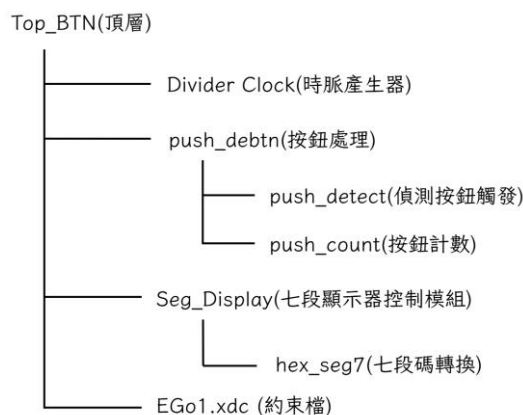 Top_BTN(頂層)
Divider Clock(時脈產生器)
push_debtn(按鈕處理)
push_detect(偵測按鈕觸發)
push_count(按鈕計數)
Seg_Display(七段顯示器控制模組)
hex_seg7(七段碼轉換)
EGo1.xdc (約束檔)